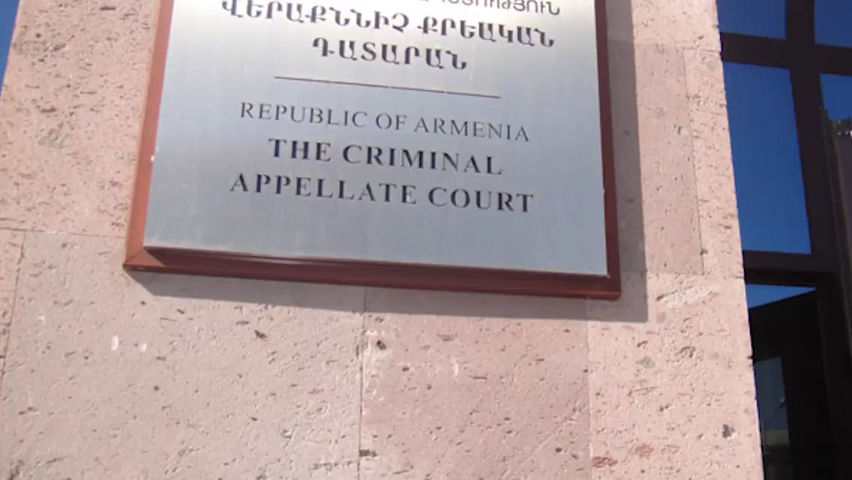 ՎԵՐԱՔՆՆԻՉ ՔՐԵԱԿԱՆ
ԴԱՏԱՐԱՆ
REPUBLIC OF ARMENIA
THE CRIMINAL
APPELLATE COURT